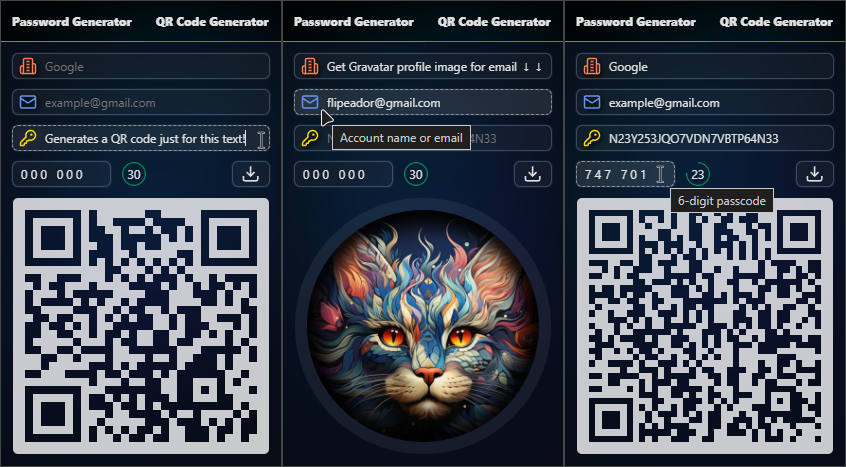 Password Generator
QR Code Generator
Google
example@gmail.com
Generates a QR code just for this text!
000 000
30
Password Generator
QR Code Generator
Get Gravatar profile image for email ↓ ↓
flipeador@gmail.com
Account name or email
4N33
000 000
30
Password Generator
QR Code Generator
Google
example@gmail.com
N23Y253JQO7VDN7VBTP64N33
747 701
23
6-digit passcode